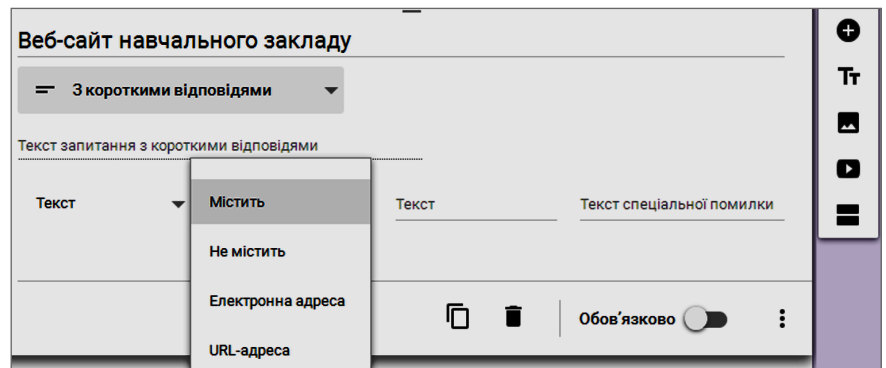 Веб-сайт навчального закладу
З короткими відповідями
Текст запитання з короткими відповідями
Текст Містить Текст Текст спеціальної помилки
Не містить
Електронна адреса
Обов’язково
URL-адреса
Тт